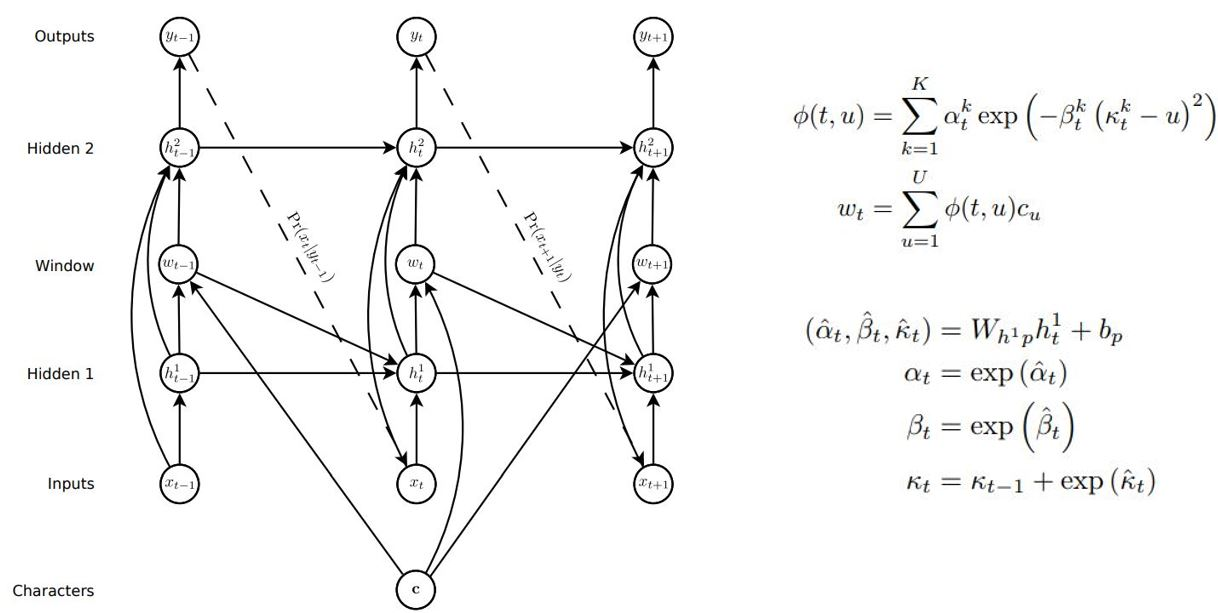 Outputs y_{t−1} y_t y_{t+1}
Hidden 2 h^2_{t−1} h^2_t h^2_{t+1}
Pr(x_t|y_{t−1}) Pr(x_{t+1}|y_t)
Window w_{t−1} w_t w_{t+1}
Hidden 1 h^1_{t−1} h^1_t h^1_{t+1}
Inputs x_{t−1} x_t x_{t+1}
Characters c
ϕ(t, u) = ∑_{k=1}^{K} α^k_t exp(−β^k_t (κ^k_t − u)^2)
w_t = ∑_{u=1}^{U} ϕ(t, u)c_u
(α̂_t, β̂_t, κ̂_t) = W_{h^1 p} h^1_t + b_p
α_t = exp(α̂_t)
β_t = exp(β̂_t)
κ_t = κ_{t−1} + exp(κ̂_t)